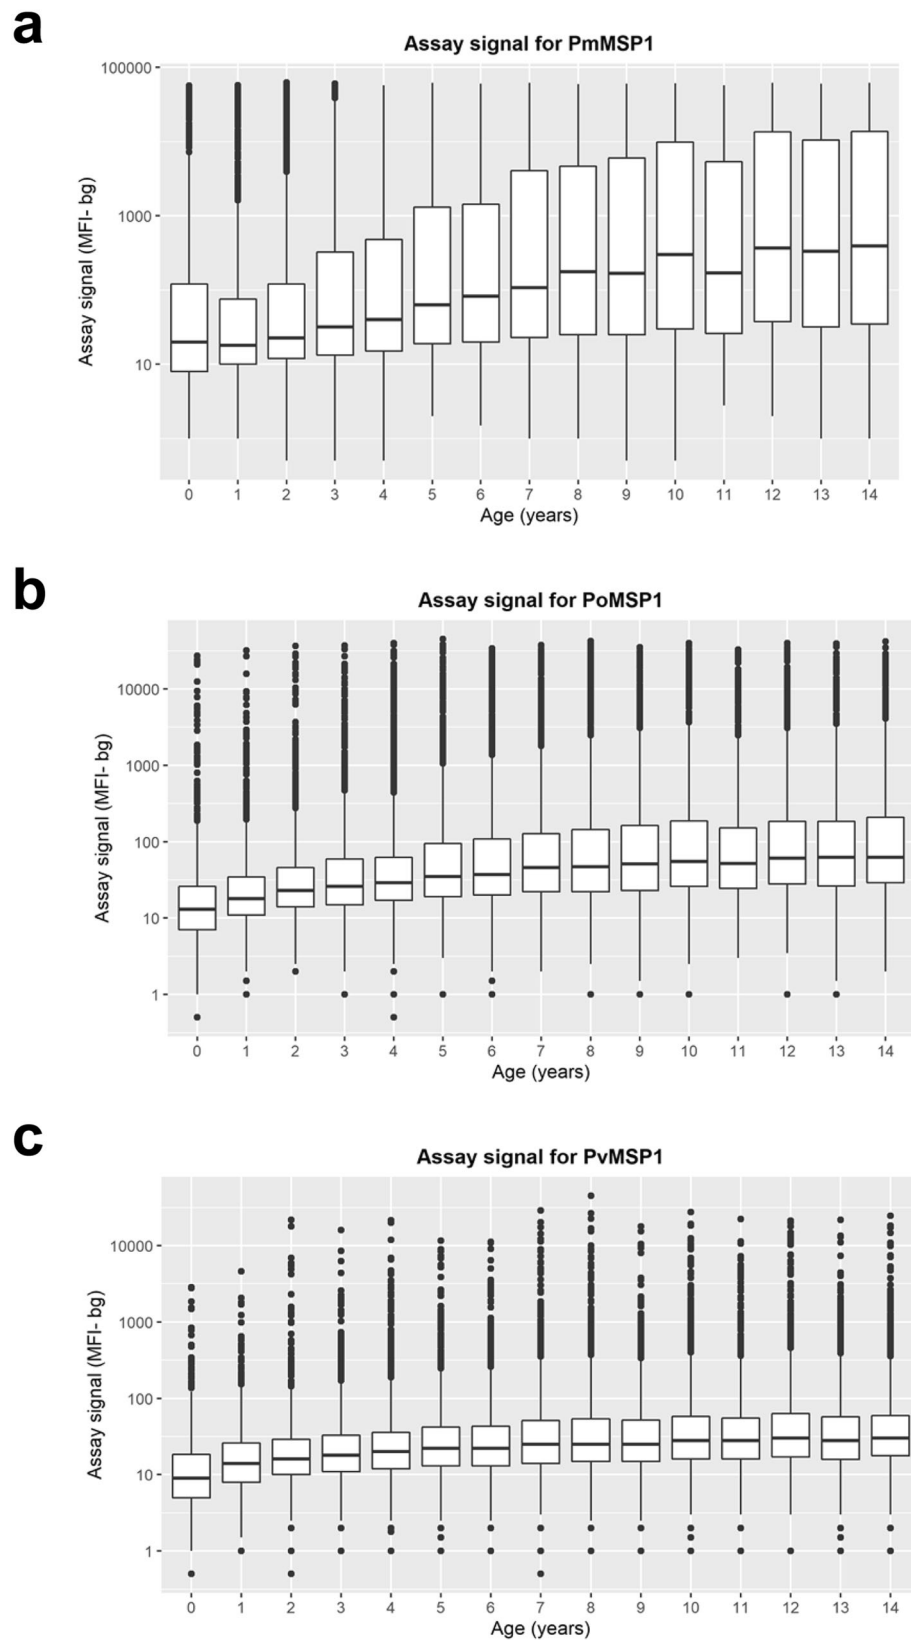 a
Assay signal for PmMSP1
Assay signal (MFI- bg)
100000
1000
10
0 1 2 3 4 5 6 7 8 9 10 11 12 13 14
Age (years)
b
Assay signal for PoMSP1
Assay signal (MFI- bg)
10000
1000
100
10
1
0 1 2 3 4 5 6 7 8 9 10 11 12 13 14
Age (years)
c
Assay signal for PvMSP1
Assay signal (MFI- bg)
10000
1000
100
10
1
0 1 2 3 4 5 6 7 8 9 10 11 12 13 14
Age (years)